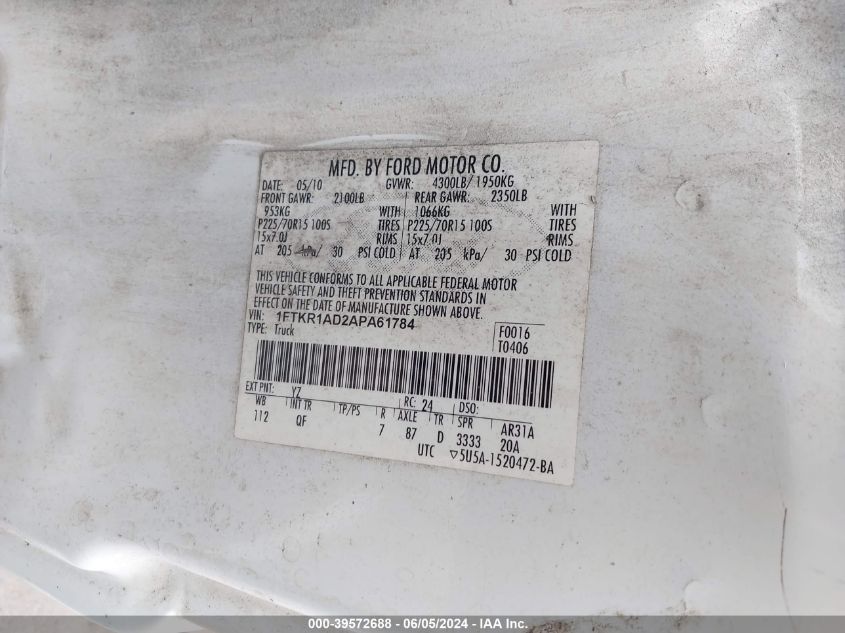 MFD. BY FORD MOTOR CO.
DATE: 05/10 GVWR: 4300LB/ 1950KG
FRONT GAWR: 2100LB REAR GAWR: 2350LB
953KG WITH 1066KG WITH
P225/70R15 100S TIRES P225/70R15 100S TIRES
15x7.0J RIMS 15x7.0J RIMS
AT 205 kPa/ 30 PSI COLD AT 205 kPa/ 30 PSI COLD
THIS VEHICLE CONFORMS TO ALL APPLICABLE FEDERAL MOTOR
VEHICLE SAFETY AND THEFT PREVENTION STANDARDS IN
EFFECT ON THE DATE OF MANUFACTURE SHOWN ABOVE.
VIN: 1FTKR1AD2APA61784
TYPE: Truck
F0016
T0406
EXT PNT: YZ RC: 24 DSO:
WB INT TR TP/PS R AXLE TR SPR AR31A
112 QF 7 87 D 3333 20A
UTC ▽5U5A-1520472-BA
000-39572688 - 06/05/2024 - IAA Inc.